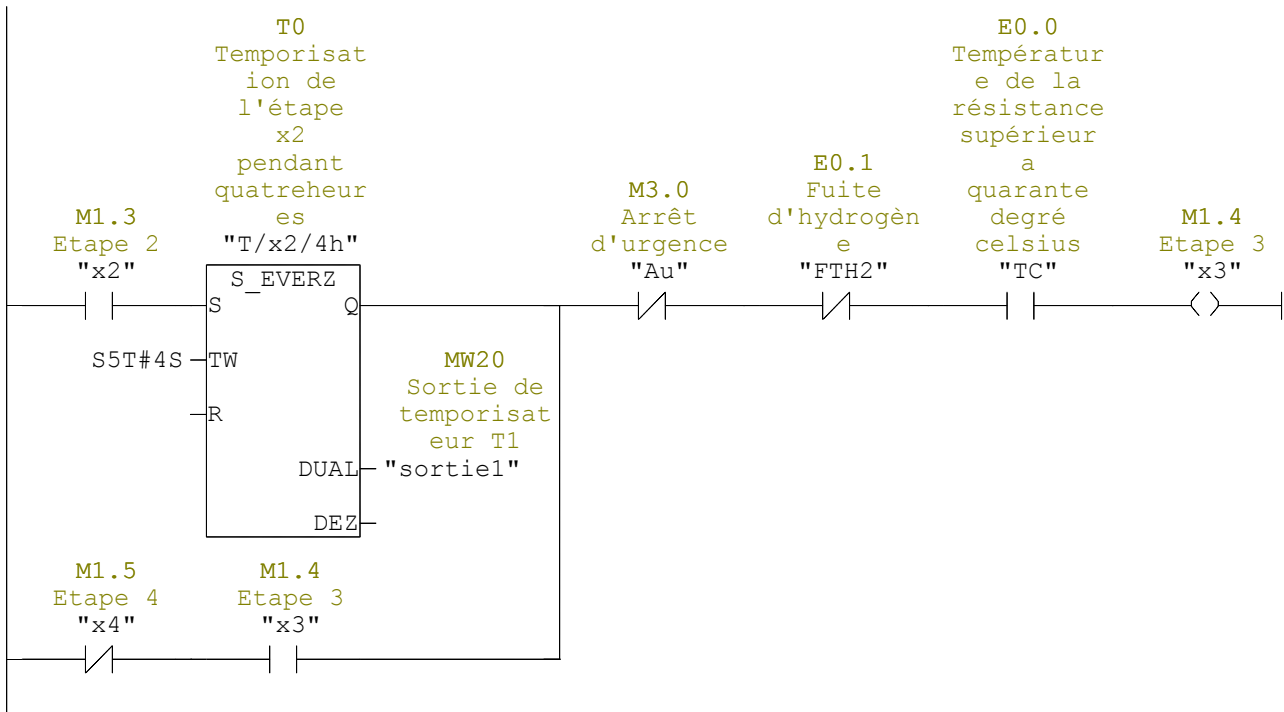 T0
Temporisat
ion de
l'étape
x2
pendant
quatreheur
es
"T/x2/4h"
E0.0
Températur
e de la
résistance
supérieur
a
quarante
degré
celsius
"TC"
E0.1
Fuite
d'hydrogèn
e
"FTH2"
M3.0
Arrêt
d'urgence
"Au"
M1.3
Etape 2
"x2"
M1.4
Etape 3
"x3"
S_EVERZ
S
Q
S5T#4S
TW
R
MW20
Sortie de
temporisat
eur T1
DUAL
"sortie1"
DEZ
M1.5
Etape 4
"x4"
M1.4
Etape 3
"x3"